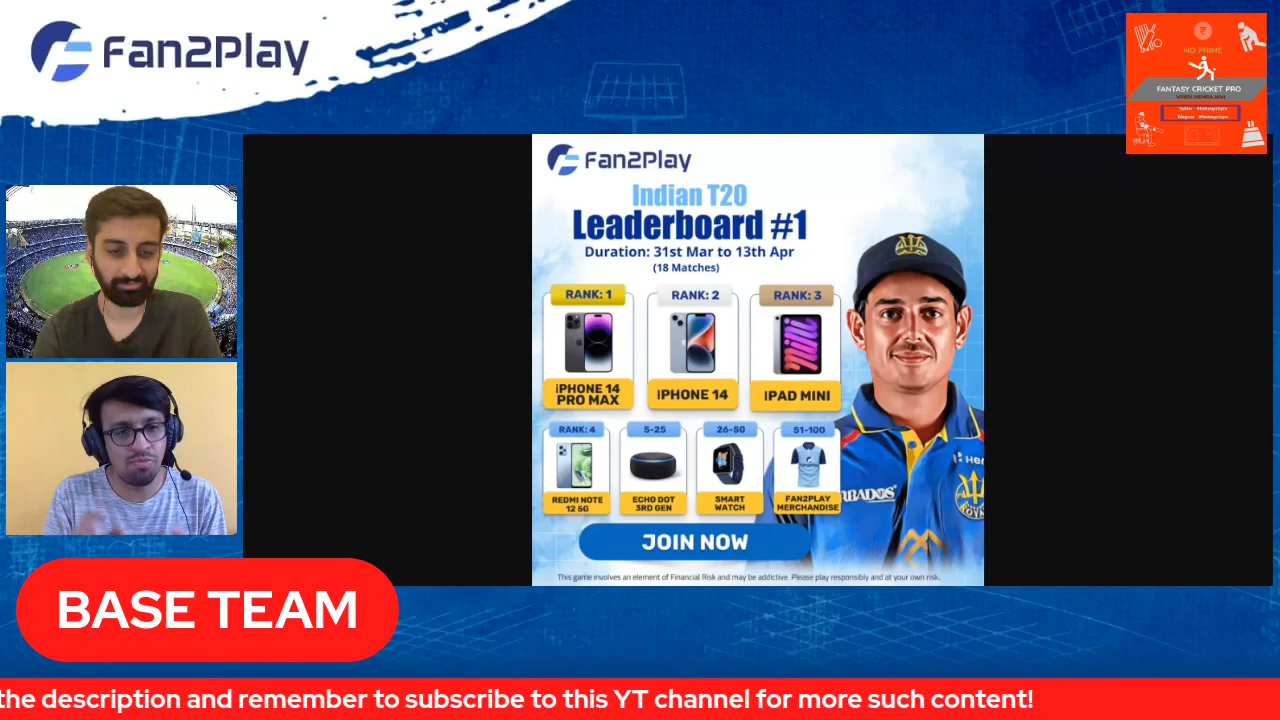 Fan2Play
NO PRIME
FANTASY CRICKET PRO
VIREN HEMRAJANI
Fan2Play
Indian T20
Leaderboard #1
Duration: 31st Mar to 13th Apr
(18 Matches)
RANK: 1
RANK: 2
RANK: 3
iPHONE 14
PRO MAX
iPHONE 14
IPAD MINI
RANK: 4
5-25
26-50
51-100
REDMI NOTE
12 5G
ECHO DOT
3RD GEN
SMART
WATCH
FAN2PLAY
MERCHANDISE
RBADOS
ROYA
JOIN NOW
This game involves an element of Financial Risk and may be addictive. Please play responsibly and at your own risk.
BASE TEAM
the description and remember to subscribe to this YT channel for more such content!